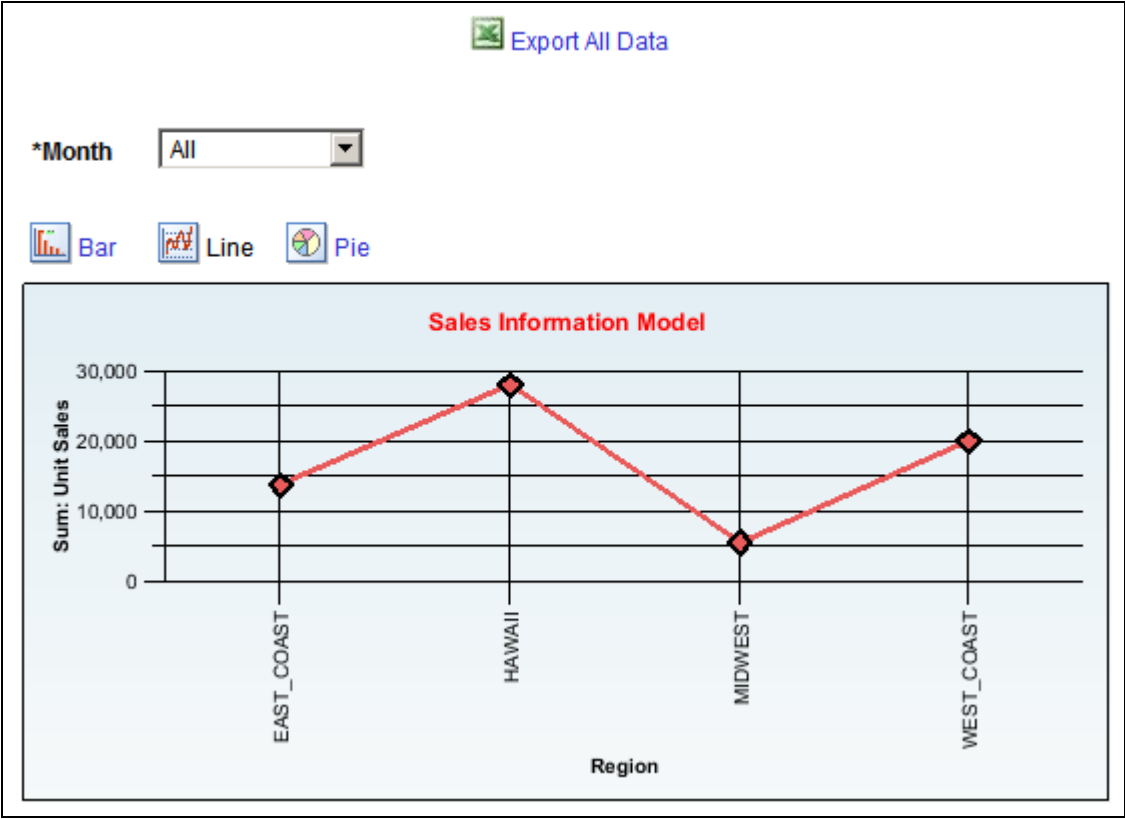 Export All Data
*Month All
Bar Line Pie
Sales Information Model
30,000
20,000
10,000
0
Sum: Unit Sales
EAST_COAST
HAWAII
MIDWEST
WEST_COAST
Region